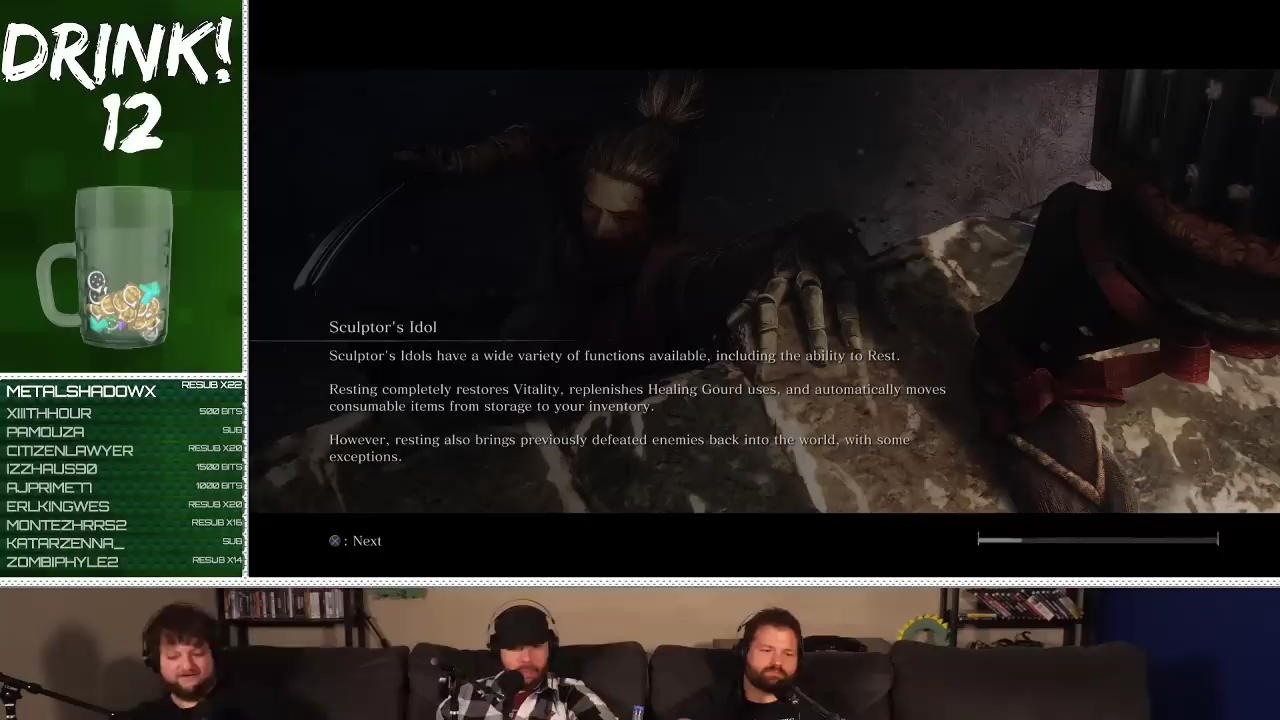 DRINK!
12
METALSHADOWX RESUB X22
XIIITHHOUR 500 BITS
PAMOUZA SUB
CITIZENLAWYER RESUB X20
IZZHAUS90 1500 BITS
AJPRIME71 1000 BITS
ERLKINGWES RESUB X20
MONTEZHRRS2 RESUB X16
KATARZENNA_ SUB
ZOMBIPHYLE2 RESUB X14
Sculptor's Idol
Sculptor's Idols have a wide variety of functions available, including the ability to Rest.
Resting completely restores Vitality, replenishes Healing Gourd uses, and automatically moves
consumable items from storage to your inventory.
However, resting also brings previously defeated enemies back into the world, with some
exceptions.
: Next